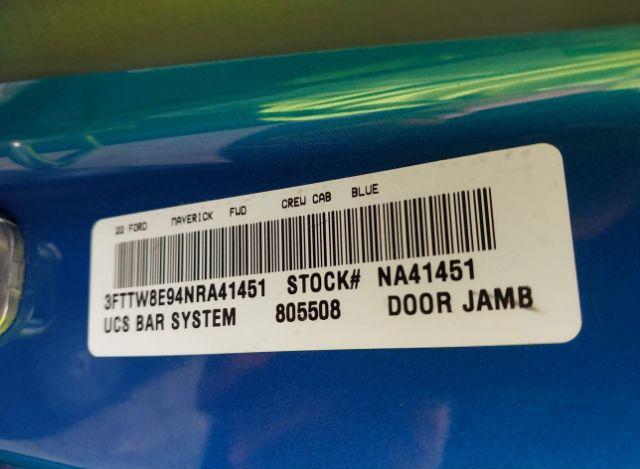 22 FORD MAVERICK FWD CREW CAB BLUE
3FTTW8E94NRA41451 STOCK# NA41451
UCS BAR SYSTEM 805508 DOOR JAMB